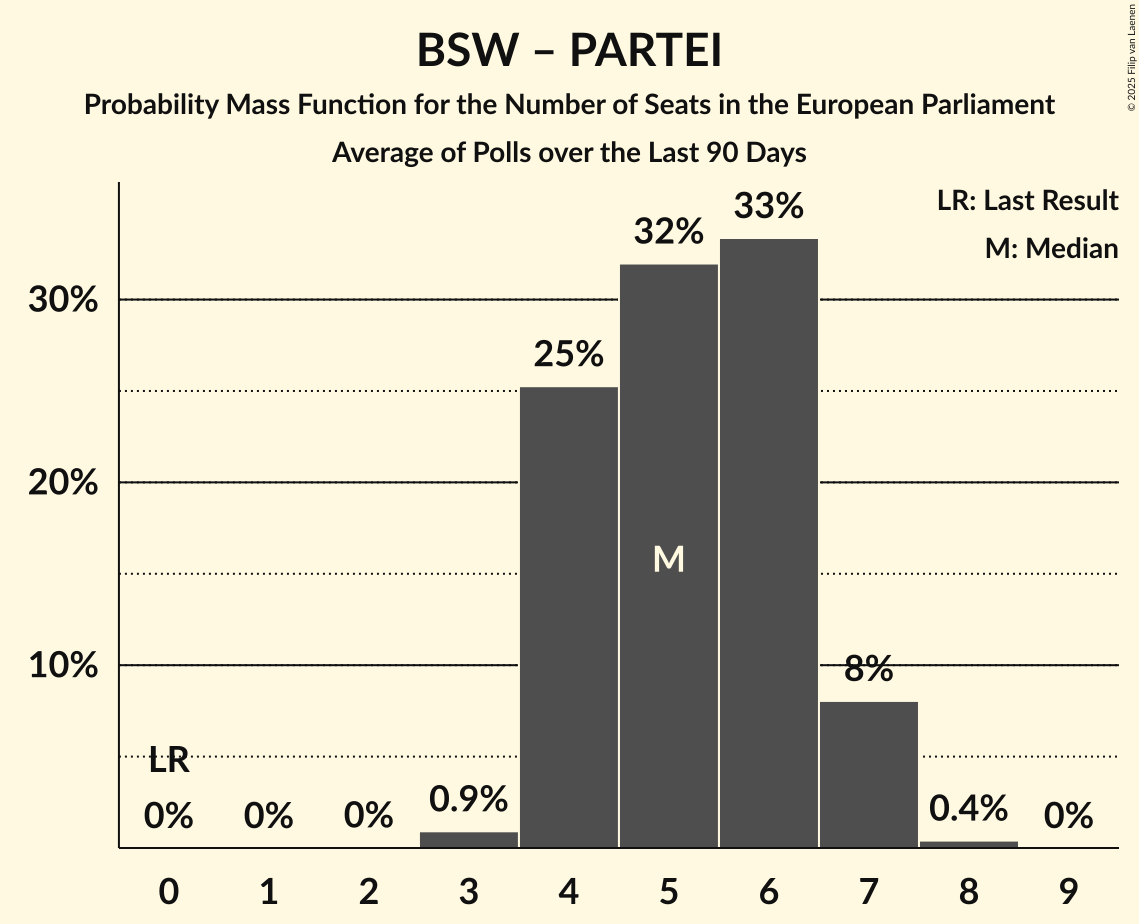 BSW – PARTEI
Probability Mass Function for the Number of Seats in the European Parliament
Average of Polls over the Last 90 Days
© 2025 Filip van Laenen
LR: Last Result
M: Median
33%
32%
30%
25%
20%
M
10%
8%
LR
0%
0%
0%
0.9%
0.4%
0%
0 1 2 3 4 5 6 7 8 9